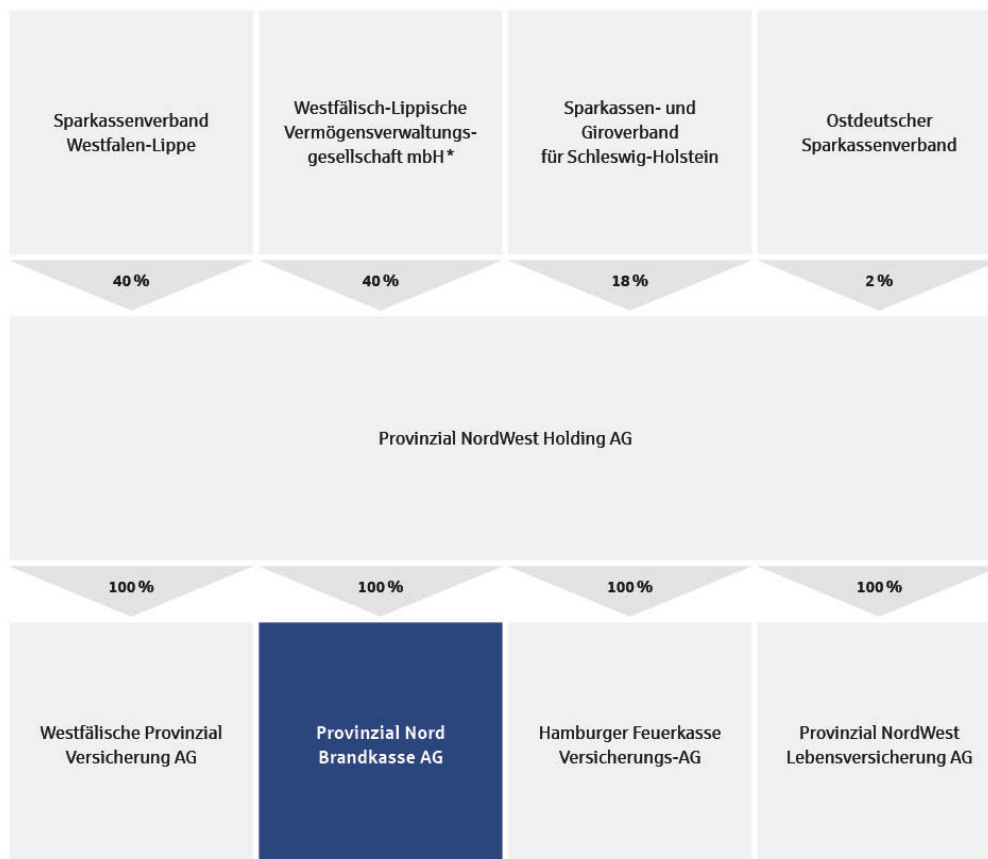 Sparkassenverband
Westfalen-Lippe
Westfälisch-Lippische
Vermögensverwaltungs-
gesellschaft mbH*
Sparkassen- und
Giroverband
für Schleswig-Holstein
Ostdeutscher
Sparkassenverband
40 %
40 %
18 %
2 %
Provinzial NordWest Holding AG
100 %
100 %
100 %
100 %
Westfälische Provinzial
Versicherung AG
Provinzial Nord
Brandkasse AG
Hamburger Feuerkasse
Versicherungs-AG
Provinzial NordWest
Lebensversicherung AG